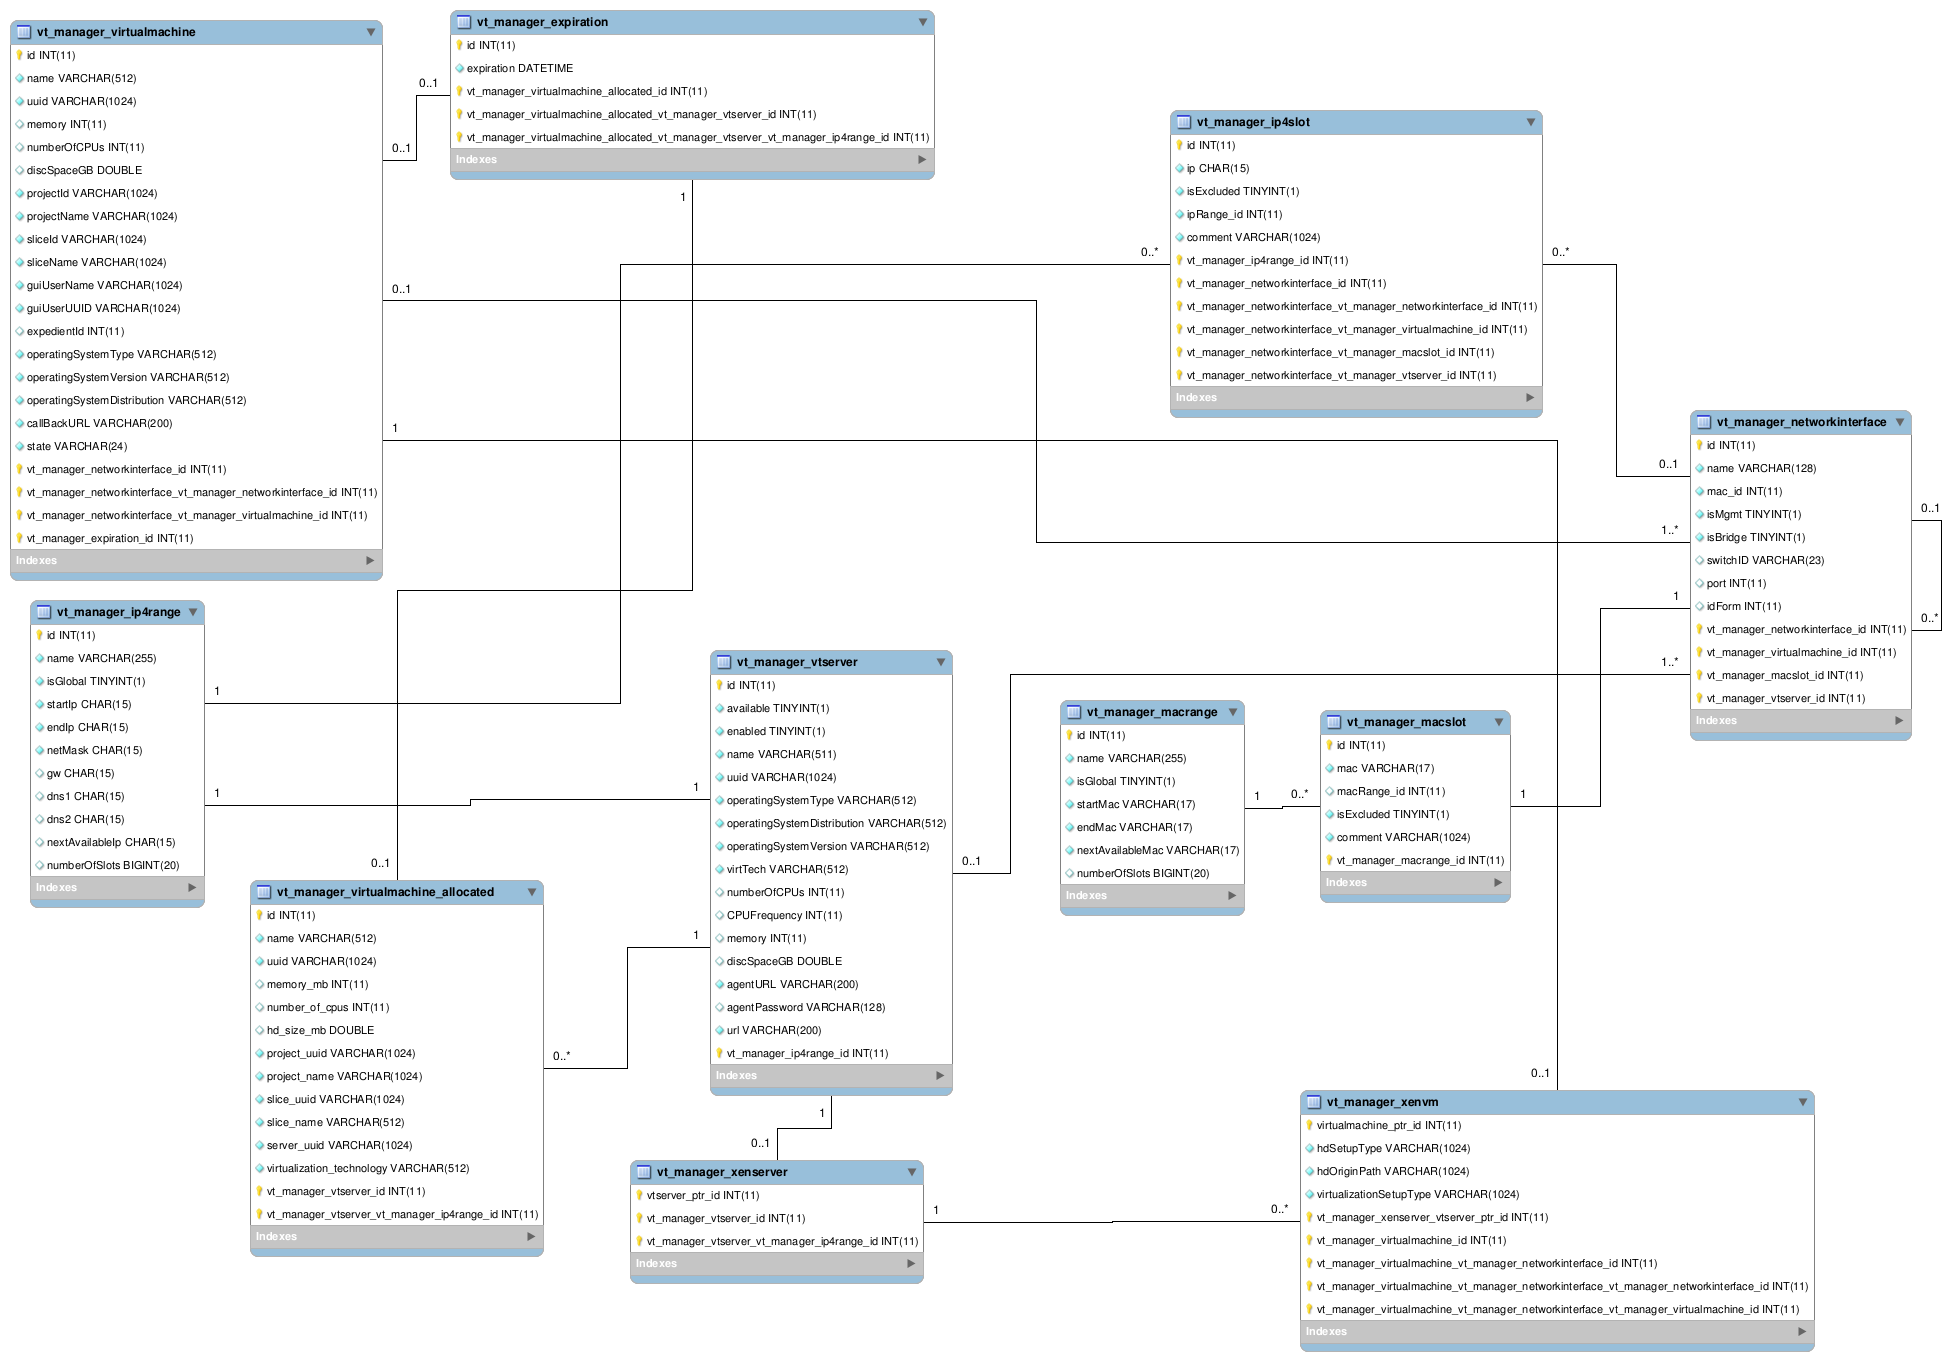 vt_manager_virtualmachine
id INT(11)
name VARCHAR(512)
uuid VARCHAR(1024)
memory INT(11)
numberOfCPUs INT(11)
discSpaceGB DOUBLE
projectId VARCHAR(1024)
projectName VARCHAR(1024)
sliceId VARCHAR(1024)
sliceName VARCHAR(1024)
guiUserName VARCHAR(1024)
guiUserUUID VARCHAR(1024)
expedientId INT(11)
operatingSystemType VARCHAR(512)
operatingSystemVersion VARCHAR(512)
operatingSystemDistribution VARCHAR(512)
callBackURL VARCHAR(200)
state VARCHAR(24)
vt_manager_networkinterface_id INT(11)
vt_manager_networkinterface_vt_manager_networkinterface_id INT(11)
vt_manager_networkinterface_vt_manager_virtualmachine_id INT(11)
vt_manager_expiration_id INT(11)
Indexes
0..1
0..1
0..1
1
vt_manager_expiration
id INT(11)
expiration DATETIME
vt_manager_virtualmachine_allocated_id INT(11)
vt_manager_virtualmachine_allocated_vt_manager_vtserver_id INT(11)
vt_manager_virtualmachine_allocated_vt_manager_vtserver_vt_manager_ip4range_id INT(11)
Indexes
1
vt_manager_ip4slot
id INT(11)
ip CHAR(15)
isExcluded TINYINT(1)
ipRange_id INT(11)
comment VARCHAR(1024)
vt_manager_ip4range_id INT(11)
vt_manager_networkinterface_id INT(11)
vt_manager_networkinterface_vt_manager_networkinterface_id INT(11)
vt_manager_networkinterface_vt_manager_virtualmachine_id INT(11)
vt_manager_networkinterface_vt_manager_macslot_id INT(11)
vt_manager_networkinterface_vt_manager_vtserver_id INT(11)
Indexes
0..*
0..*
vt_manager_networkinterface
id INT(11)
name VARCHAR(128)
mac_id INT(11)
isMgmt TINYINT(1)
isBridge TINYINT(1)
switchID VARCHAR(23)
port INT(11)
idForm INT(11)
vt_manager_networkinterface_id INT(11)
vt_manager_virtualmachine_id INT(11)
vt_manager_macslot_id INT(11)
vt_manager_vtserver_id INT(11)
Indexes
0..1
1..*
1
1..*
0..1
0..*
vt_manager_ip4range
id INT(11)
name VARCHAR(255)
isGlobal TINYINT(1)
startIp CHAR(15)
endIp CHAR(15)
netMask CHAR(15)
gw CHAR(15)
dns1 CHAR(15)
dns2 CHAR(15)
nextAvailableIp CHAR(15)
numberOfSlots BIGINT(20)
Indexes
1
1
vt_manager_vtserver
id INT(11)
available TINYINT(1)
enabled TINYINT(1)
name VARCHAR(511)
uuid VARCHAR(1024)
operatingSystemType VARCHAR(512)
operatingSystemDistribution VARCHAR(512)
operatingSystemVersion VARCHAR(512)
virtTech VARCHAR(512)
numberOfCPUs INT(11)
CPUFrequency INT(11)
memory INT(11)
discSpaceGB DOUBLE
agentURL VARCHAR(200)
agentPassword VARCHAR(128)
url VARCHAR(200)
vt_manager_ip4range_id INT(11)
Indexes
1
1
0..1
1
vt_manager_macrange
id INT(11)
name VARCHAR(255)
isGlobal TINYINT(1)
startMac VARCHAR(17)
endMac VARCHAR(17)
nextAvailableMac VARCHAR(17)
numberOfSlots BIGINT(20)
Indexes
1
0..*
vt_manager_macslot
id INT(11)
mac VARCHAR(17)
macRange_id INT(11)
isExcluded TINYINT(1)
comment VARCHAR(1024)
vt_manager_macrange_id INT(11)
Indexes
1
0..1
vt_manager_virtualmachine_allocated
id INT(11)
name VARCHAR(512)
uuid VARCHAR(1024)
memory_mb INT(11)
number_of_cpus INT(11)
hd_size_mb DOUBLE
project_uuid VARCHAR(1024)
project_name VARCHAR(1024)
slice_uuid VARCHAR(1024)
slice_name VARCHAR(512)
server_uuid VARCHAR(1024)
virtualization_technology VARCHAR(512)
vt_manager_vtserver_id INT(11)
vt_manager_vtserver_vt_manager_ip4range_id INT(11)
Indexes
0..*
0..1
vt_manager_xenserver
vtserver_ptr_id INT(11)
vt_manager_vtserver_id INT(11)
vt_manager_vtserver_vt_manager_ip4range_id INT(11)
Indexes
1
0..*
0..1
vt_manager_xenvm
virtualmachine_ptr_id INT(11)
hdSetupType VARCHAR(1024)
hdOriginPath VARCHAR(1024)
virtualizationSetupType VARCHAR(1024)
vt_manager_xenserver_vtserver_ptr_id INT(11)
vt_manager_virtualmachine_id INT(11)
vt_manager_virtualmachine_vt_manager_networkinterface_id INT(11)
vt_manager_virtualmachine_vt_manager_networkinterface_vt_manager_networkinterface_id INT(11)
vt_manager_virtualmachine_vt_manager_networkinterface_vt_manager_virtualmachine_id INT(11)
Indexes